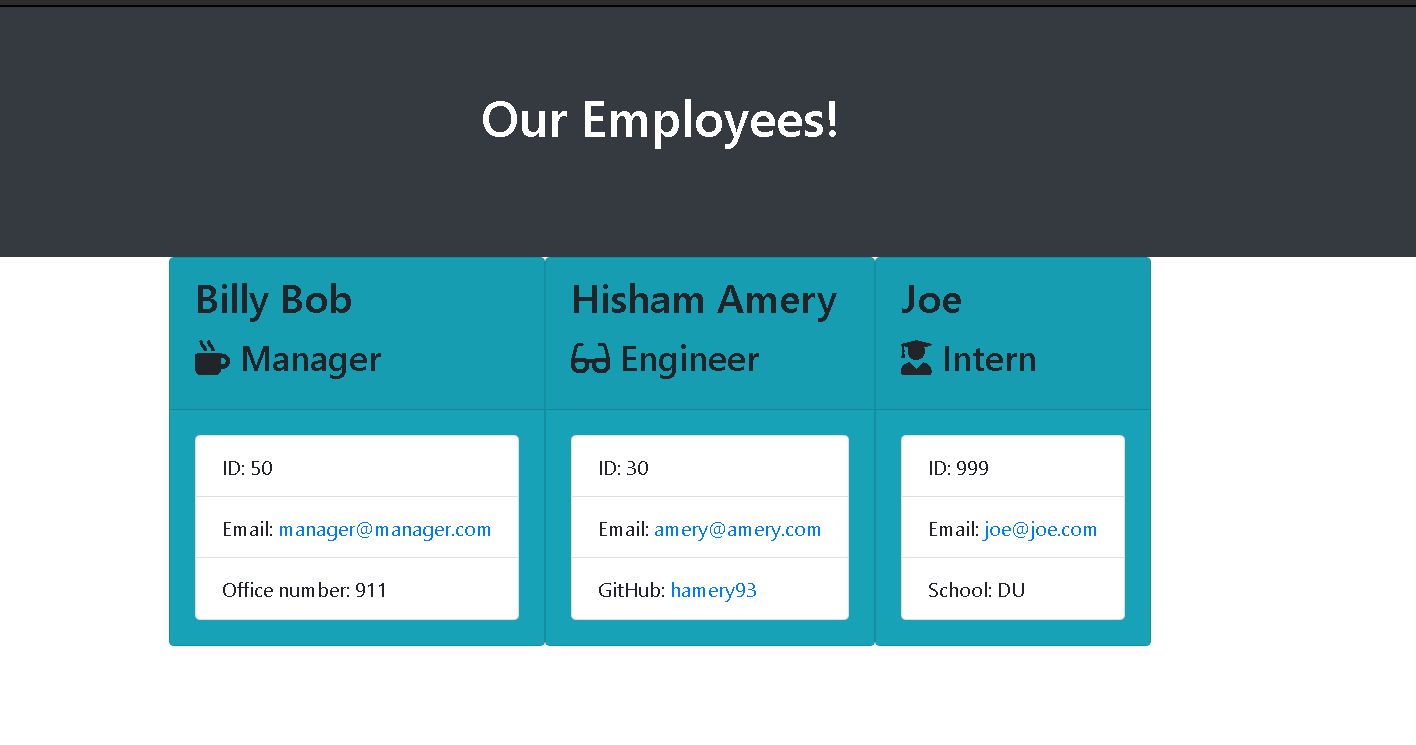 Our Employees!
Billy Bob
Manager
ID: 50
Email: manager@manager.com
Office number: 911
Hisham Amery
Engineer
ID: 30
Email: amery@amery.com
GitHub: hamery93
Joe
Intern
ID: 999
Email: joe@joe.com
School: DU